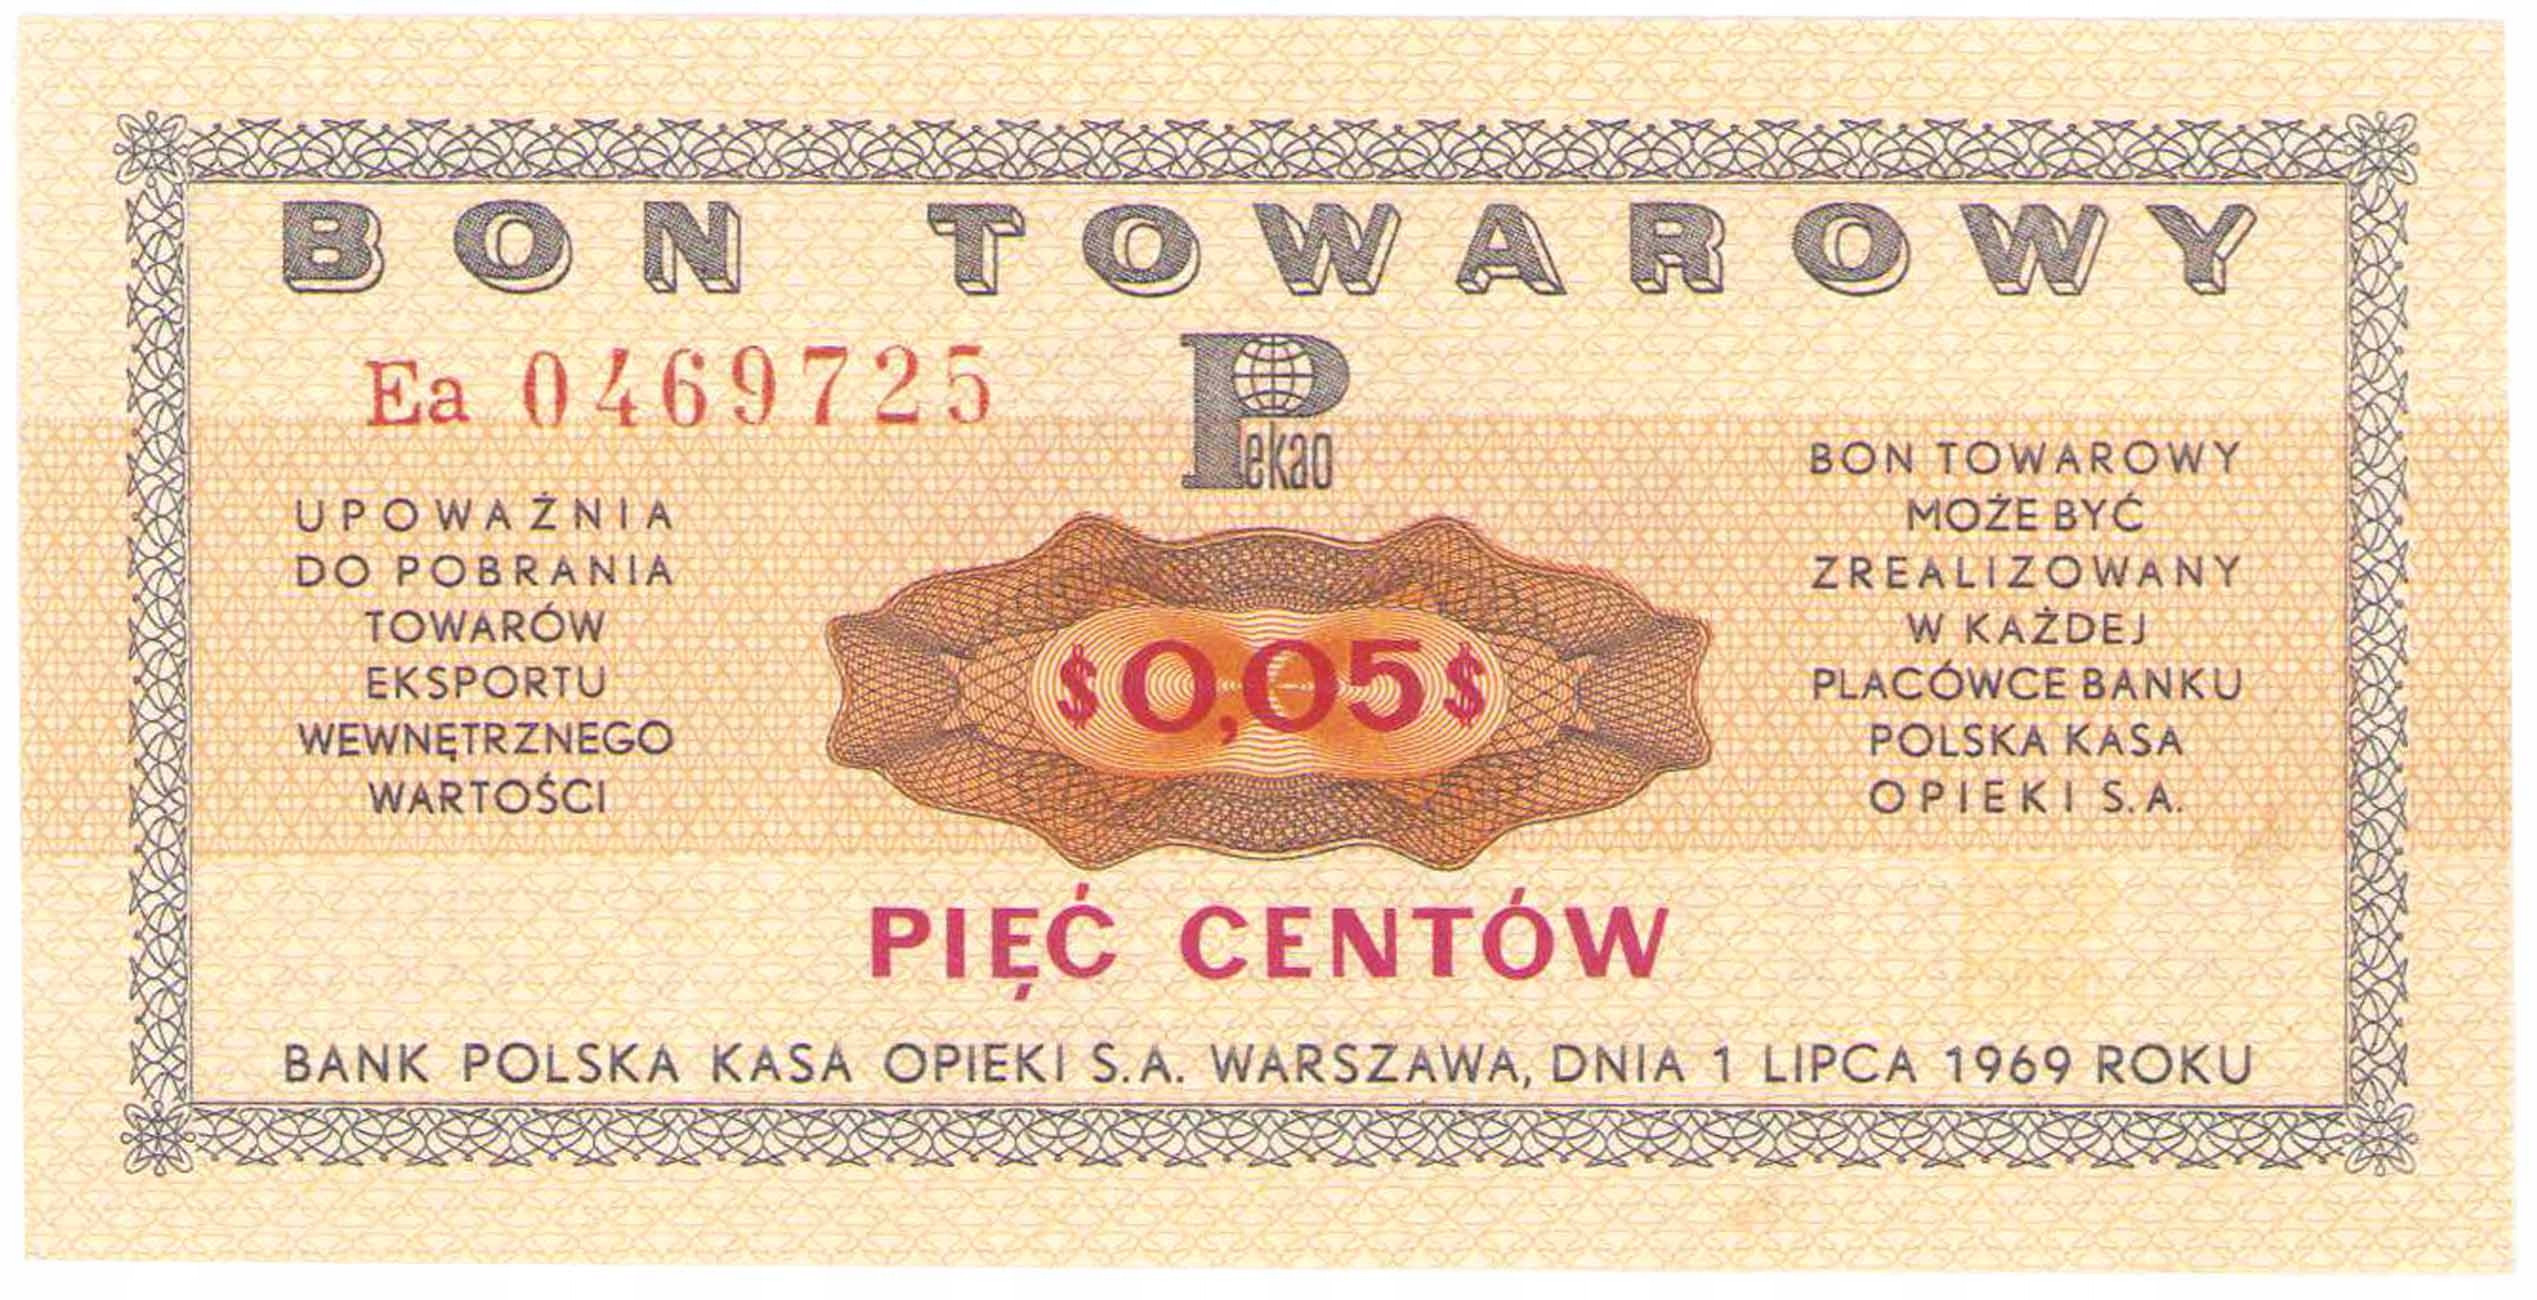 BON TOWAROWY
Ea 0469725
Pekao
UPOWAŻNIA
DO POBRANIA
TOWARÓW
EKSPORTU
WEWNĘTRZNEGO
WARTOŚCI
$0,05$
BON TOWAROWY
MOŻE BYĆ
ZREALIZOWANY
W KAŻDEJ
PLACÓWCE BANKU
POLSKA KASA
OPIEKI S.A.
PIĘĆ CENTÓW
BANK POLSKA KASA OPIEKI S.A. WARSZAWA, DNIA 1 LIPCA 1969 ROKU